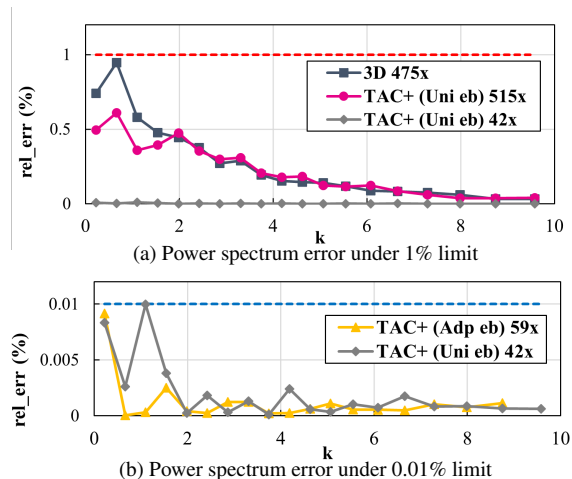 1
0.5
0
rel_err (%)
3D 475x
TAC+ (Uni eb) 515x
TAC+ (Uni eb) 42x
0 2 4 6 8 10
k
(a) Power spectrum error under 1% limit
0.01
0.005
0
rel_err (%)
TAC+ (Adp eb) 59x
TAC+ (Uni eb) 42x
0 2 4 6 8 10
k
(b) Power spectrum error under 0.01% limit